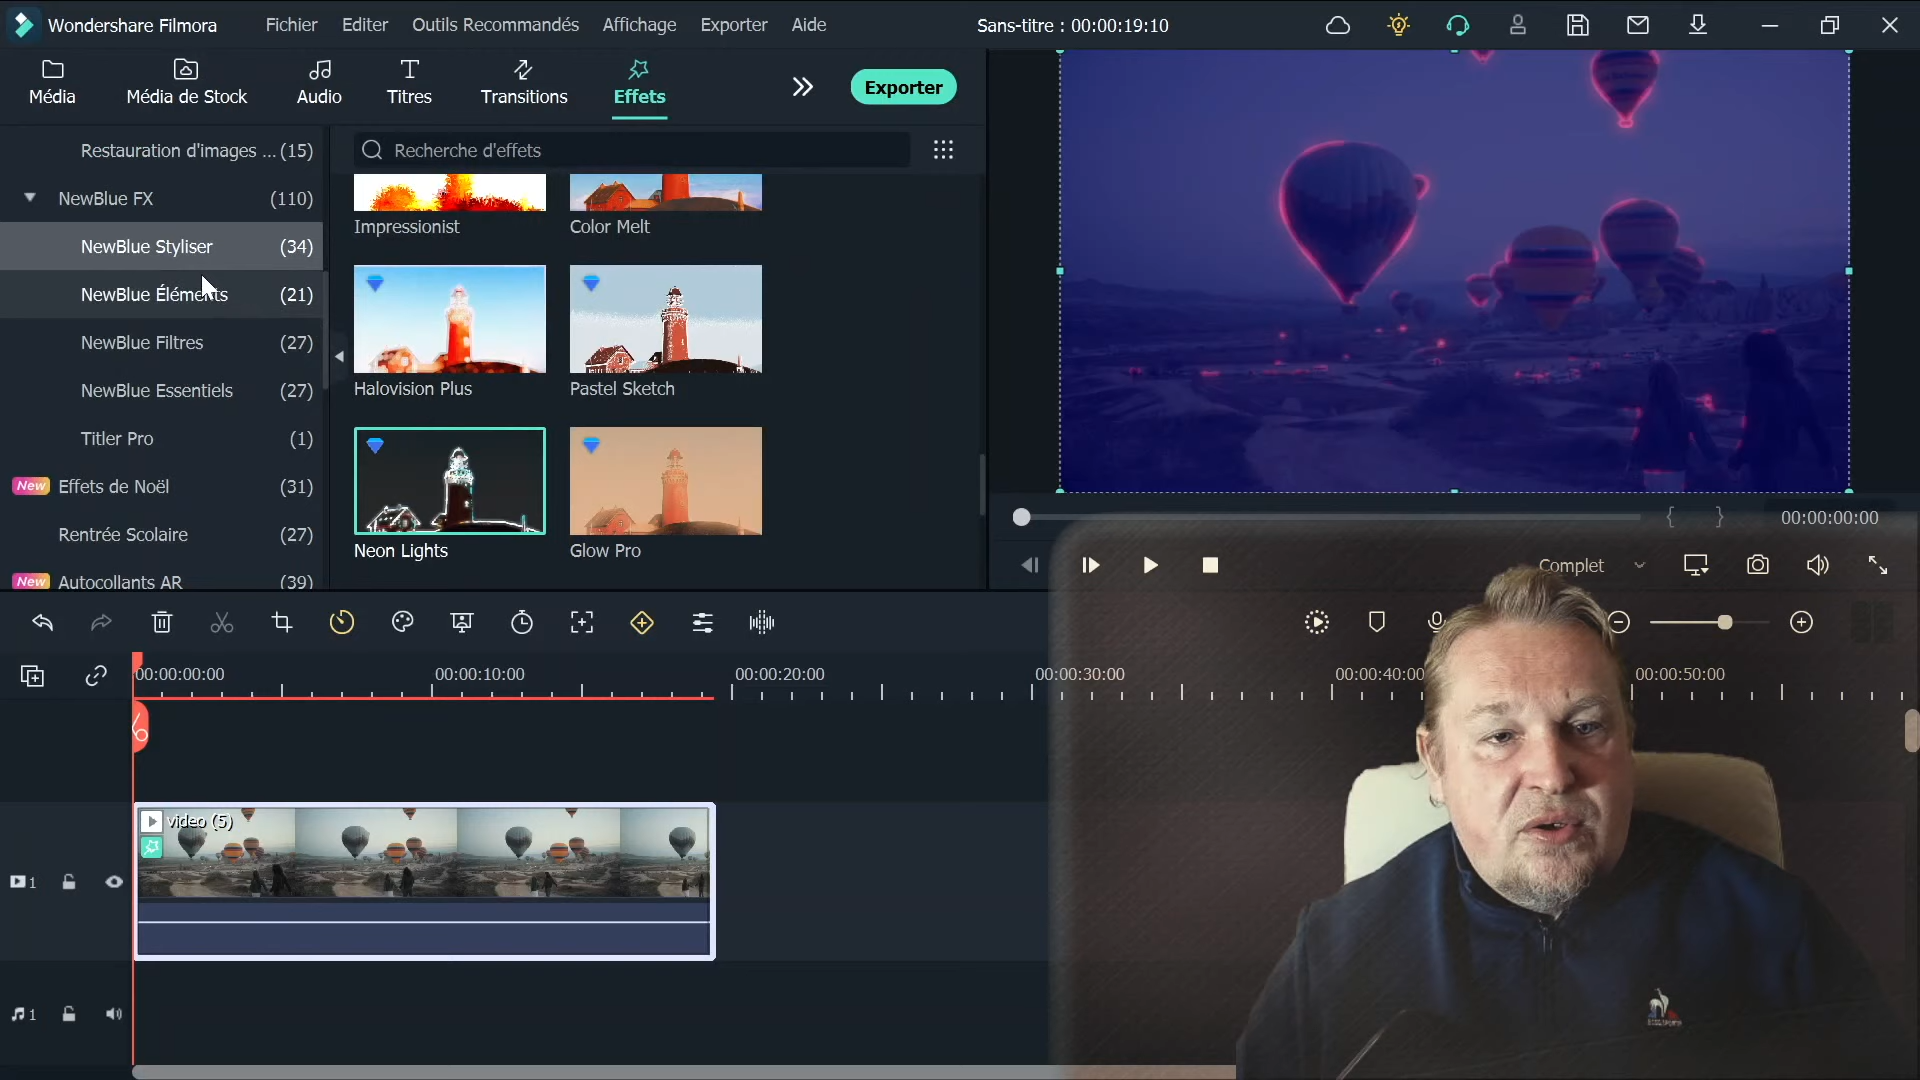 Wondershare Filmora
Fichier
Editer
Outils Recommandés
Affichage
Exporter
Aide
Sans-titre : 00:00:19:10
Média
Média de Stock
Audio
Titres
Transitions
Effets
Exporter
Restauration d'images ... (15)
NewBlue FX (110)
NewBlue Styliser (34)
NewBlue Éléments (21)
NewBlue Filtres (27)
NewBlue Essentiels (27)
Titler Pro (1)
New Effets de Noël (31)
Rentrée Scolaire (27)
New Autocollants AR (39)
Recherche d'effets
Impressionist
Color Melt
Halovision Plus
Pastel Sketch
Neon Lights
Glow Pro
{ } 00:00:00:00
Complet
00:00:00:00
00:00:10:00
00:00:20:00
00:00:30:00
00:00:40:00
00:00:50:00
video (5)
1
1